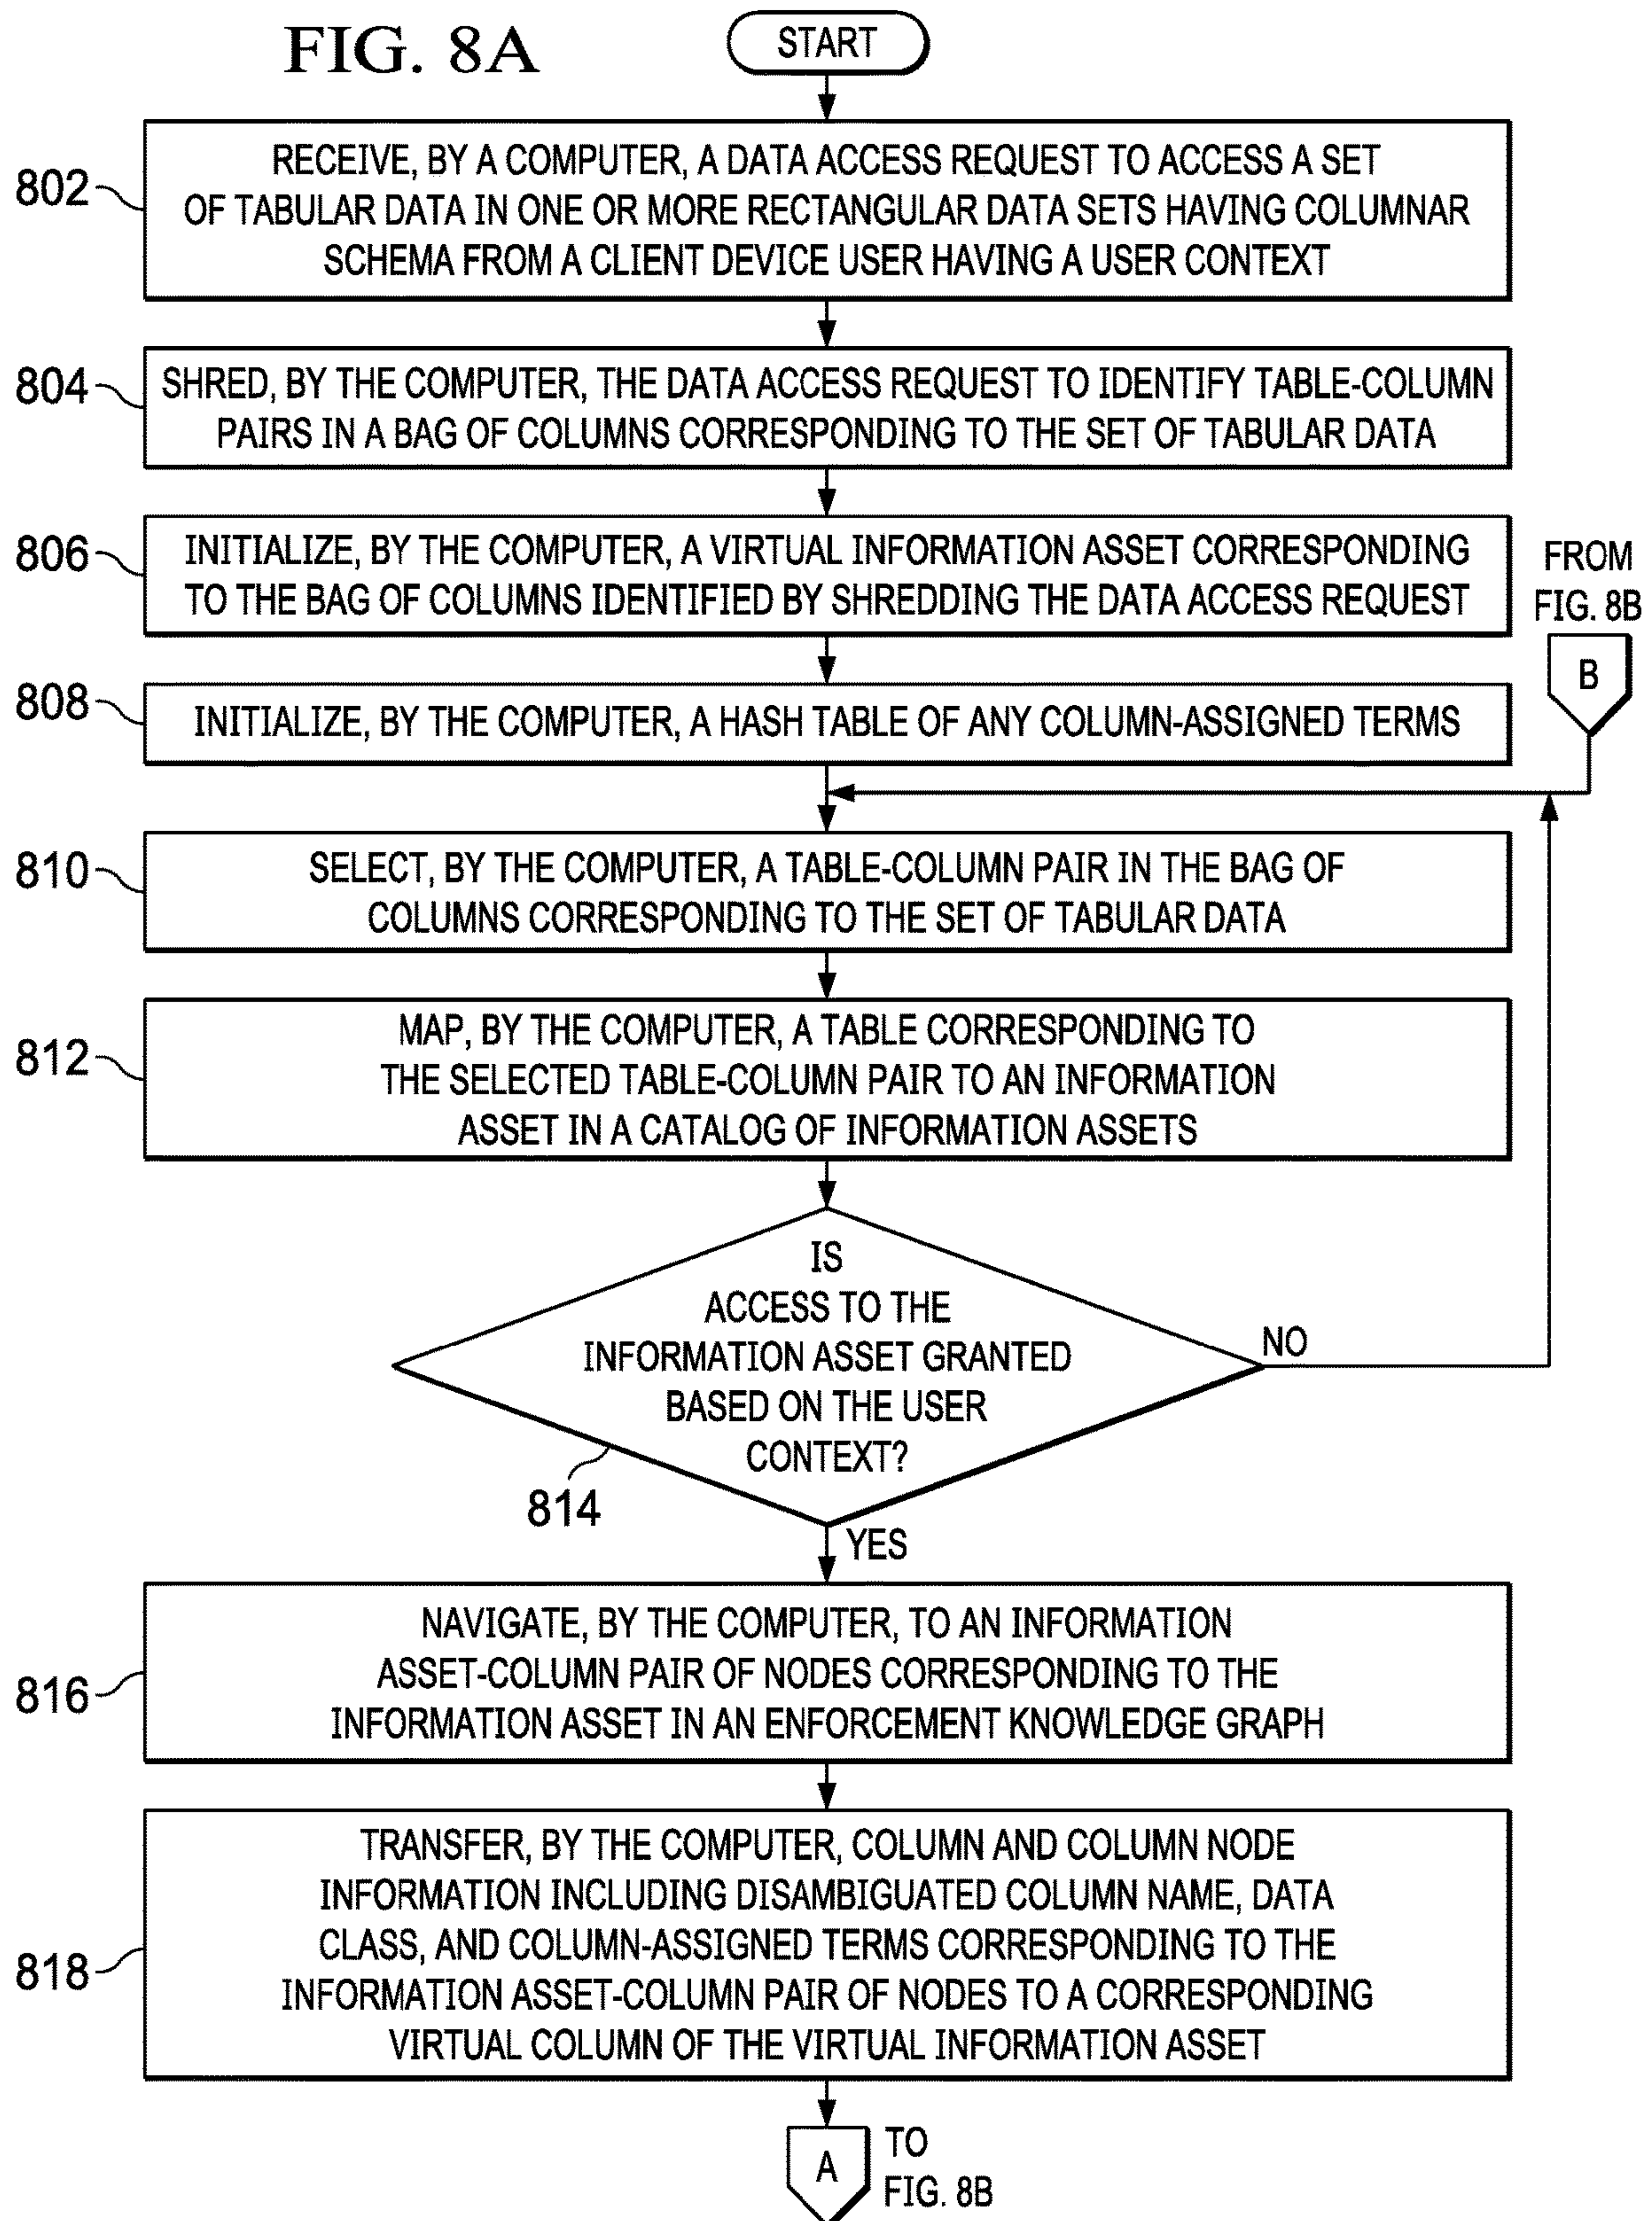 FIG. 8A
START
802
RECEIVE, BY A COMPUTER, A DATA ACCESS REQUEST TO ACCESS A SET
OF TABULAR DATA IN ONE OR MORE RECTANGULAR DATA SETS HAVING COLUMNAR
SCHEMA FROM A CLIENT DEVICE USER HAVING A USER CONTEXT
804
SHRED, BY THE COMPUTER, THE DATA ACCESS REQUEST TO IDENTIFY TABLE-COLUMN
PAIRS IN A BAG OF COLUMNS CORRESPONDING TO THE SET OF TABULAR DATA
806
INITIALIZE, BY THE COMPUTER, A VIRTUAL INFORMATION ASSET CORRESPONDING
TO THE BAG OF COLUMNS IDENTIFIED BY SHREDDING THE DATA ACCESS REQUEST
FROM
FIG. 8B
B
808
INITIALIZE, BY THE COMPUTER, A HASH TABLE OF ANY COLUMN-ASSIGNED TERMS
810
SELECT, BY THE COMPUTER, A TABLE-COLUMN PAIR IN THE BAG OF
COLUMNS CORRESPONDING TO THE SET OF TABULAR DATA
812
MAP, BY THE COMPUTER, A TABLE CORRESPONDING TO
THE SELECTED TABLE-COLUMN PAIR TO AN INFORMATION
ASSET IN A CATALOG OF INFORMATION ASSETS
IS
ACCESS TO THE
INFORMATION ASSET GRANTED
BASED ON THE USER
CONTEXT?
NO
814
YES
816
NAVIGATE, BY THE COMPUTER, TO AN INFORMATION
ASSET-COLUMN PAIR OF NODES CORRESPONDING TO THE
INFORMATION ASSET IN AN ENFORCEMENT KNOWLEDGE GRAPH
818
TRANSFER, BY THE COMPUTER, COLUMN AND COLUMN NODE
INFORMATION INCLUDING DISAMBIGUATED COLUMN NAME, DATA
CLASS, AND COLUMN-ASSIGNED TERMS CORRESPONDING TO THE
INFORMATION ASSET-COLUMN PAIR OF NODES TO A CORRESPONDING
VIRTUAL COLUMN OF THE VIRTUAL INFORMATION ASSET
A
TO
FIG. 8B